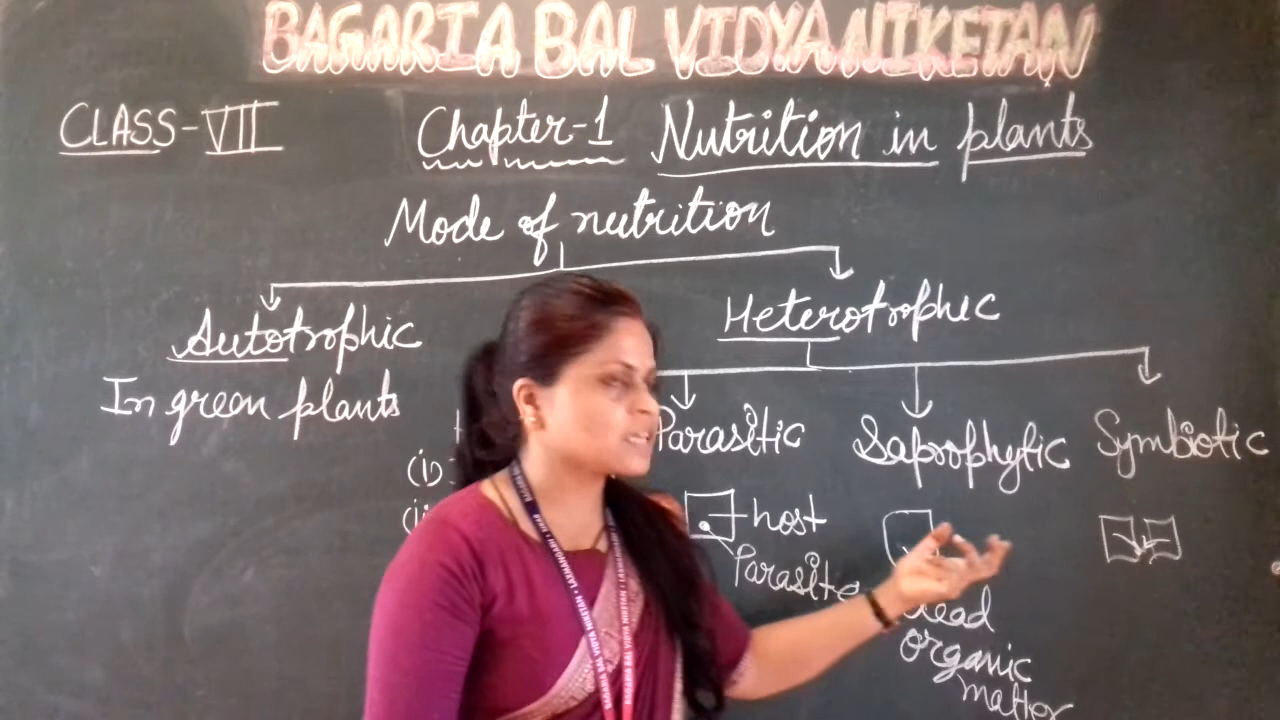 BAGARIA BAL VIDYA NIKETAN
CLASS-VII Chapter-1 Nutrition in plants
Mode of nutrition
Autotrophic Heterotrophic
In green plants
Parasitic Saprophytic Symbiotic
(i)
host
Parasite
dead
organic
matter